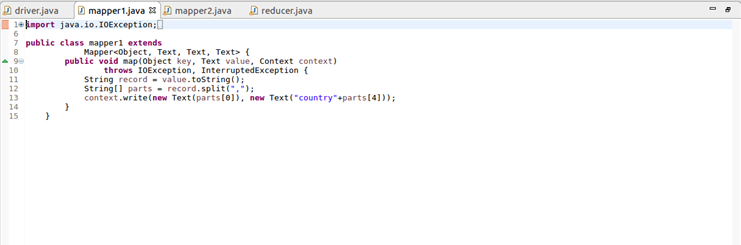 driver.java mapper1.java mapper2.java reducer.java
1 import java.io.IOException;
6
7 public class mapper1 extends
8 Mapper<Object, Text, Text, Text> {
9 public void map(Object key, Text value, Context context)
10 throws IOException, InterruptedException {
11 String record = value.toString();
12 String[] parts = record.split(",");
13 context.write(new Text(parts[0]), new Text("country"+parts[4]));
14 }
15 }